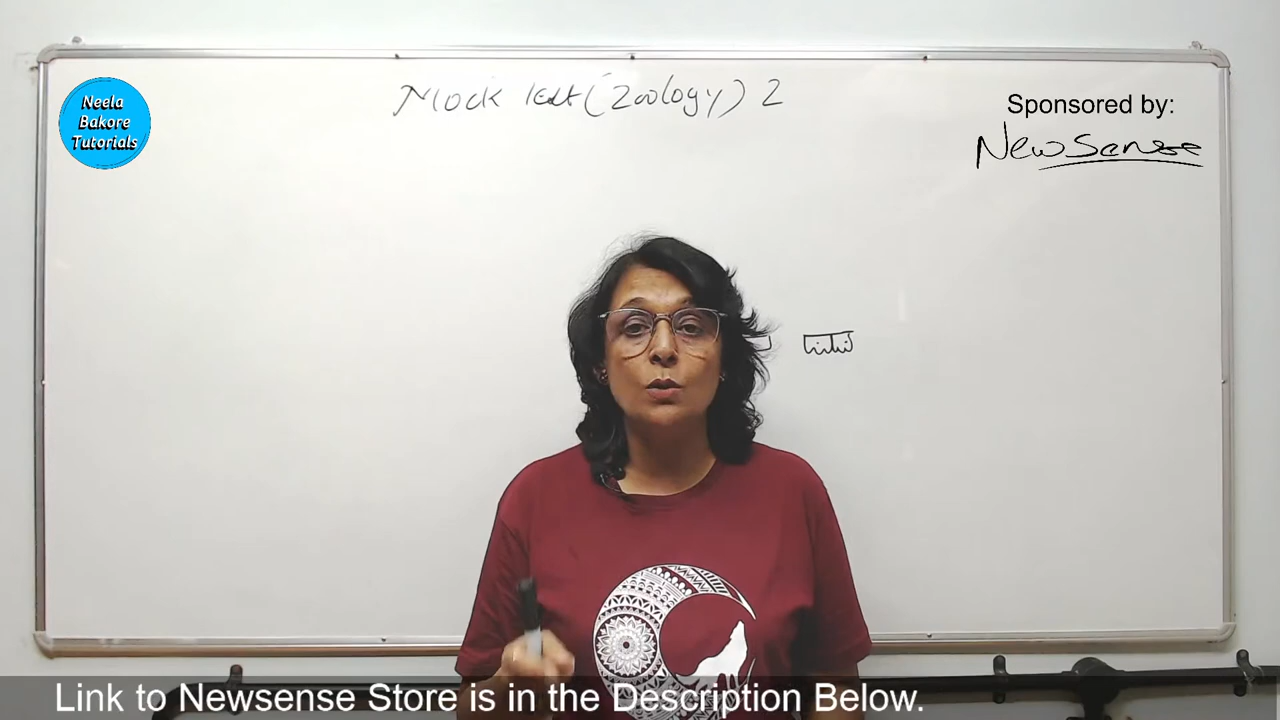 Mock test (Zoology) 2
Neela
Bakore
Tutorials
Sponsored by:
NewSense
Link to Newsense Store is in the Description Below.